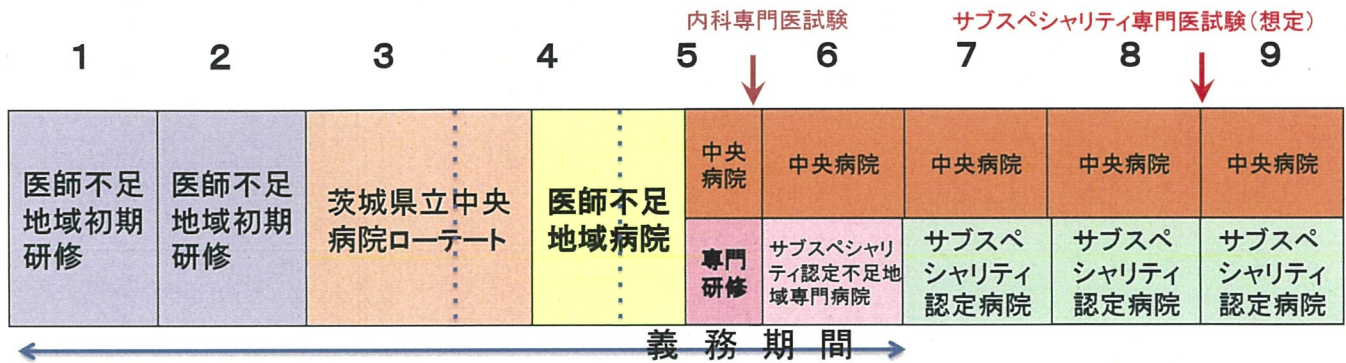 内科専門医試験
サブスペシャリティ専門医試験(想定)
1 2 3 4 5 6 7 8 9
医師不足
地域初期
研修
医師不足
地域初期
研修
茨城県立中央
病院ローテート
医師不足
地域病院
中央
病院
中央病院
中央病院
中央病院
中央病院
専門
研修
サブスペシャリ
ティ認定不足地
域専門病院
サブスペ
シャリティ
認定病院
サブスペ
シャリティ
認定病院
サブスペ
シャリティ
認定病院
義務期間